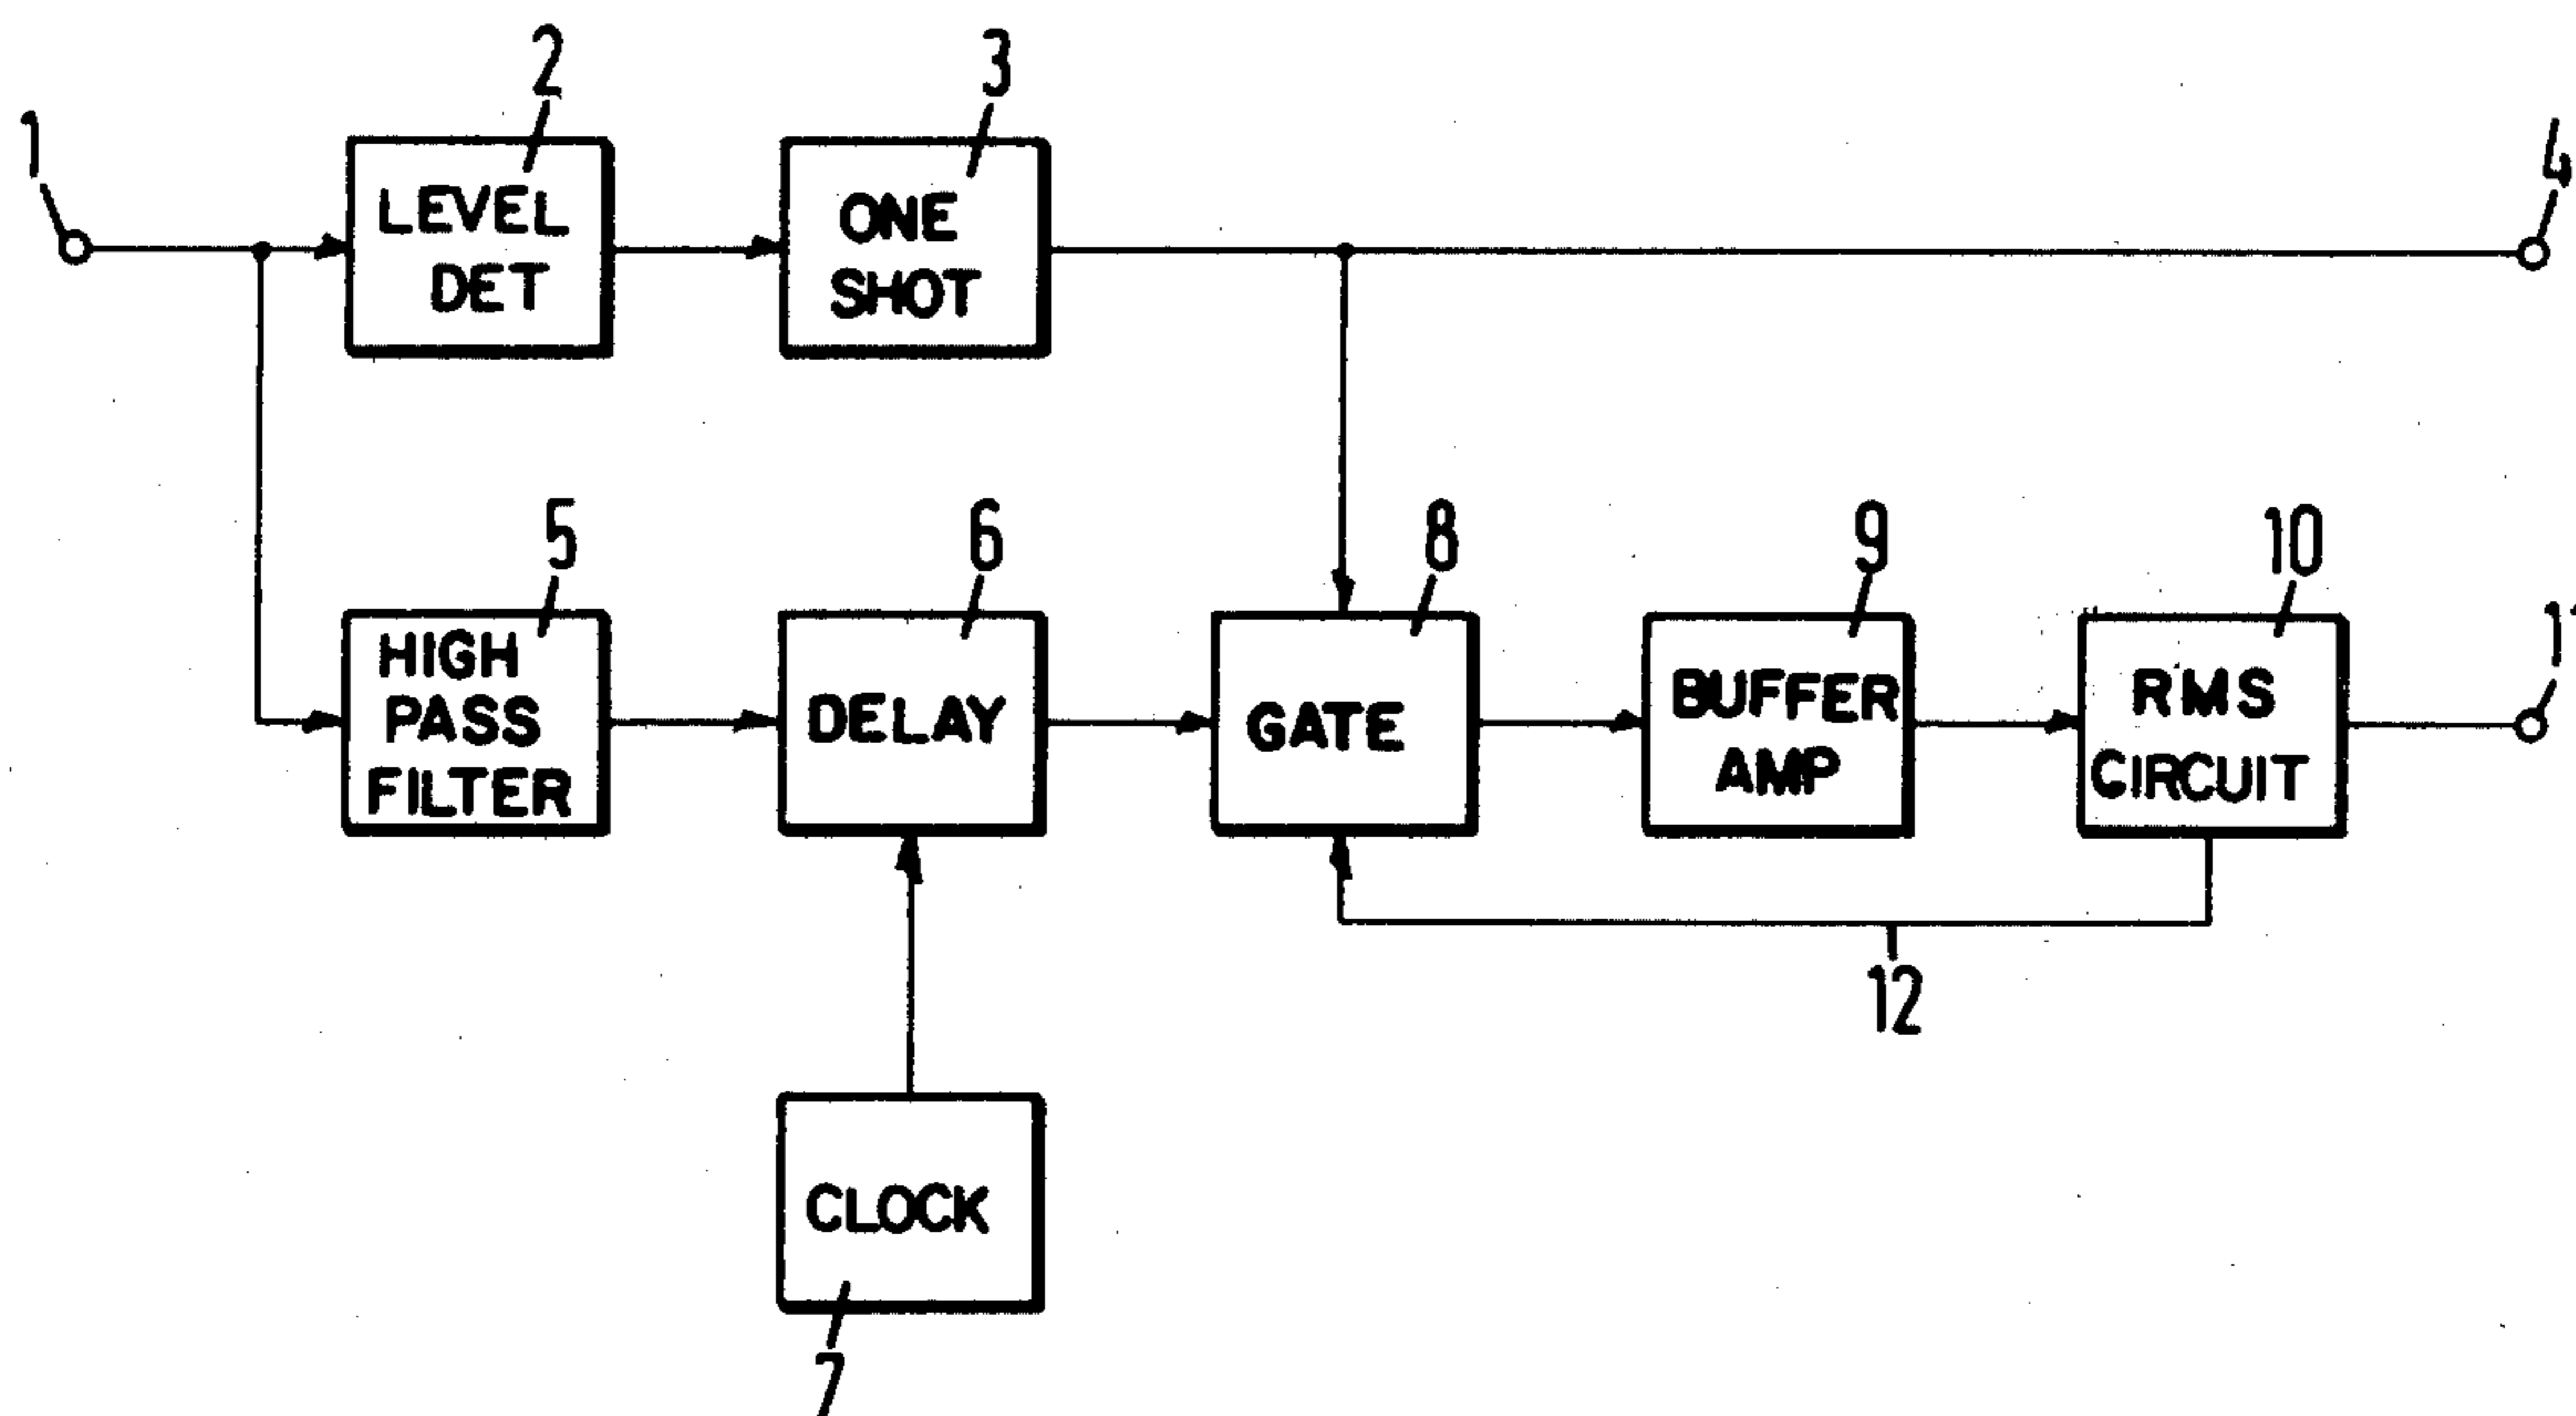 1
2
3
4
LEVEL
DET
ONE
SHOT
5
6
8
9
10
HIGH
PASS
FILTER
DELAY
GATE
BUFFER
AMP
RMS
CIRCUIT
12
CLOCK
7